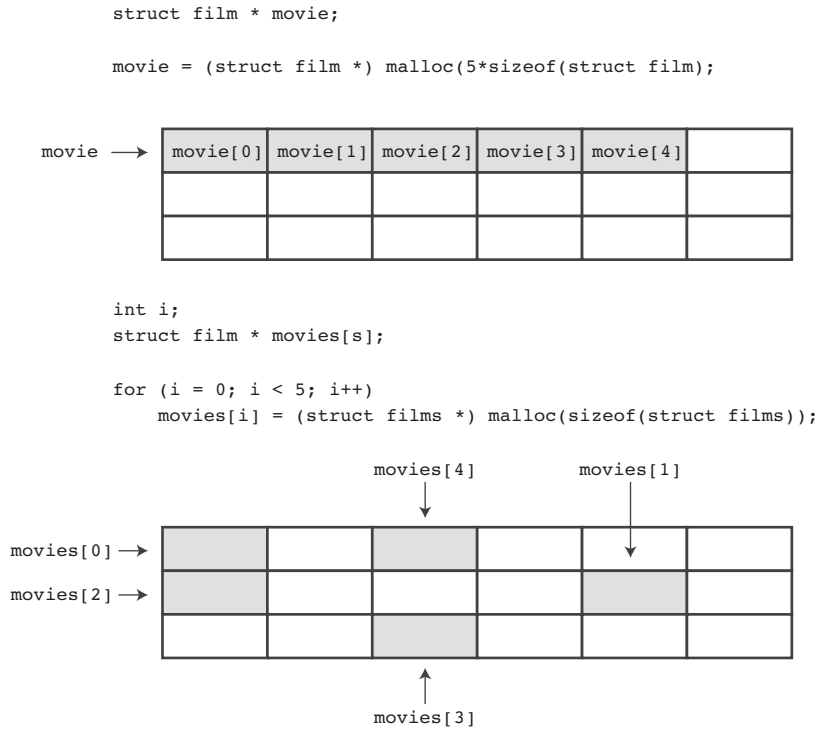 struct film * movie;
movie = (struct film *) malloc(5*sizeof(struct film);
movie movie[0] movie[1] movie[2] movie[3] movie[4]
int i;
struct film * movies[s];
for (i = 0; i < 5; i++)
movies[i] = (struct films *) malloc(sizeof(struct films));
movies[4] movies[1]
movies[0]
movies[2]
movies[3]